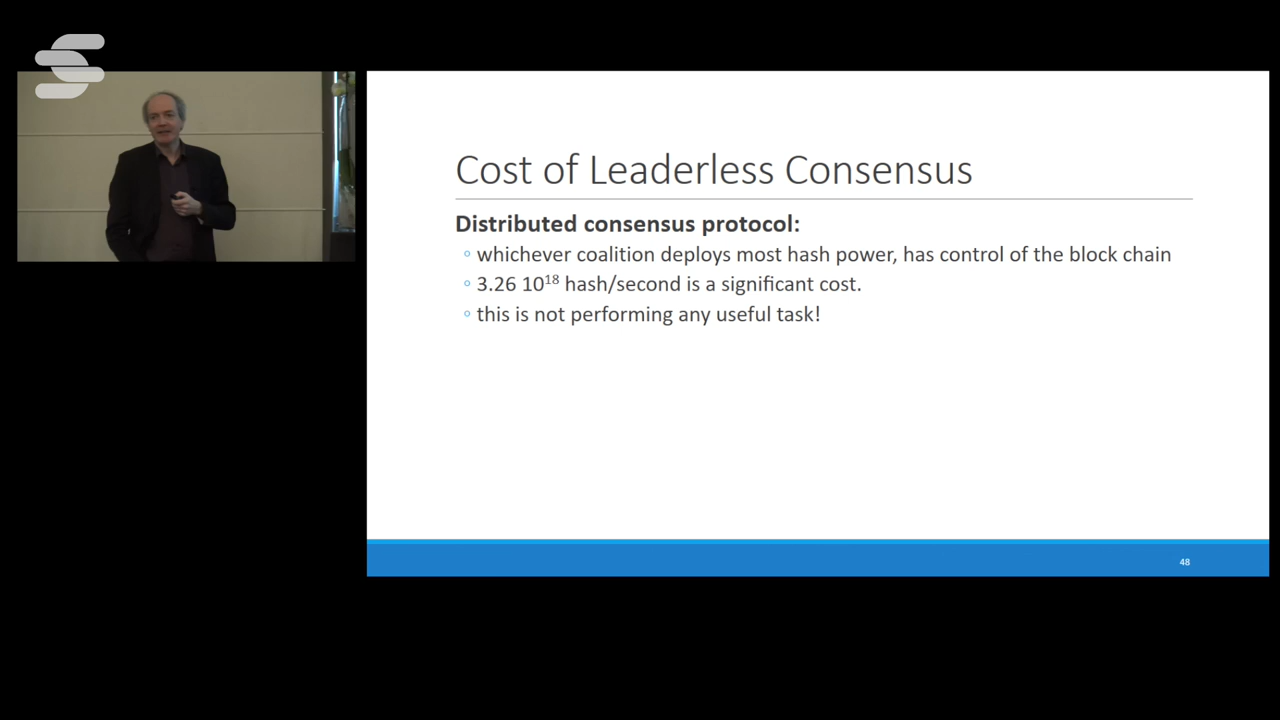 Cost of Leaderless Consensus
Distributed consensus protocol:
◦ whichever coalition deploys most hash power, has control of the block chain
◦ 3.26 10¹⁸ hash/second is a significant cost.
◦ this is not performing any useful task!
48